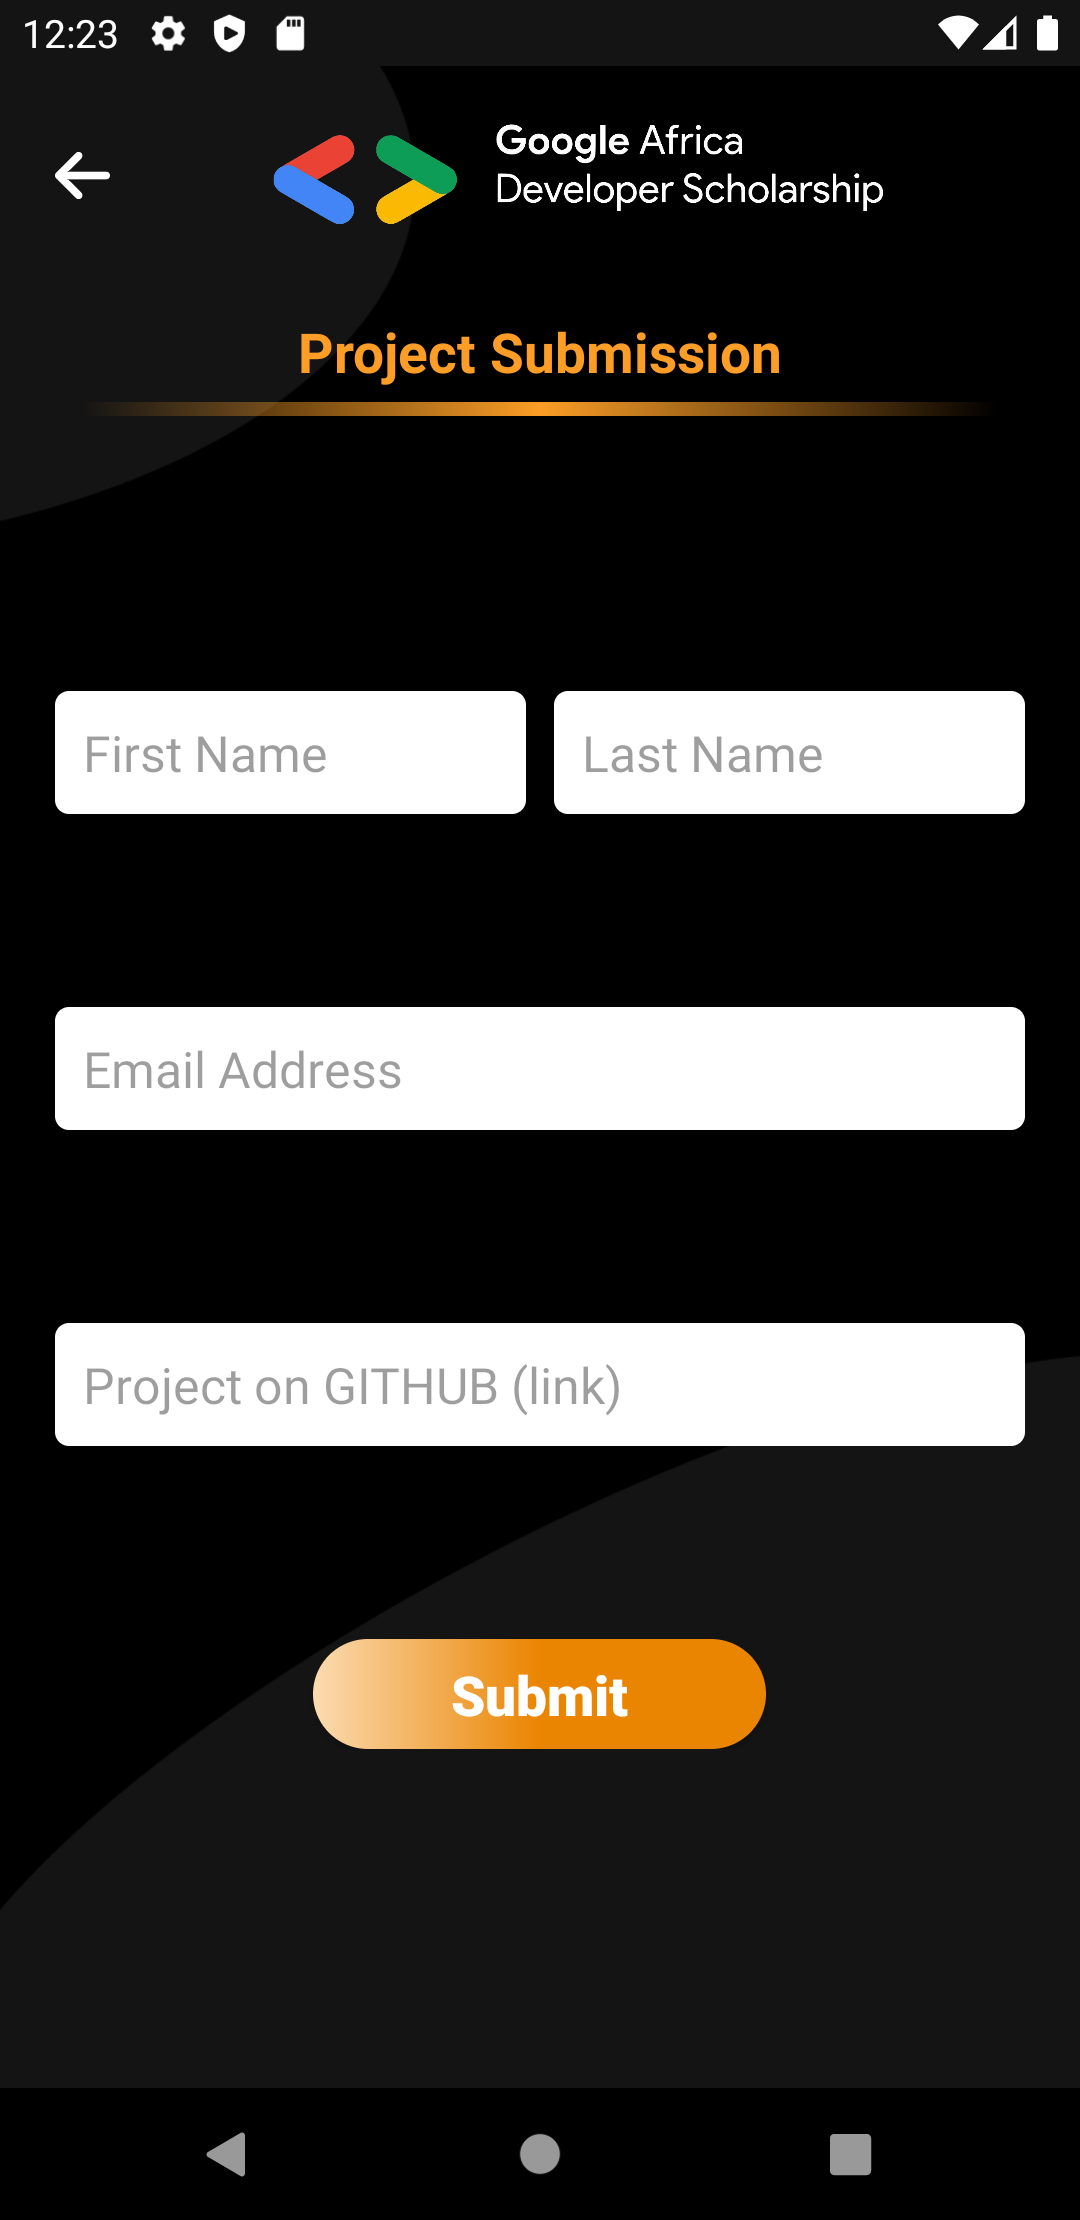 12:23
Google Africa
Developer Scholarship
Project Submission
First Name
Last Name
Email Address
Project on GITHUB (link)
Submit